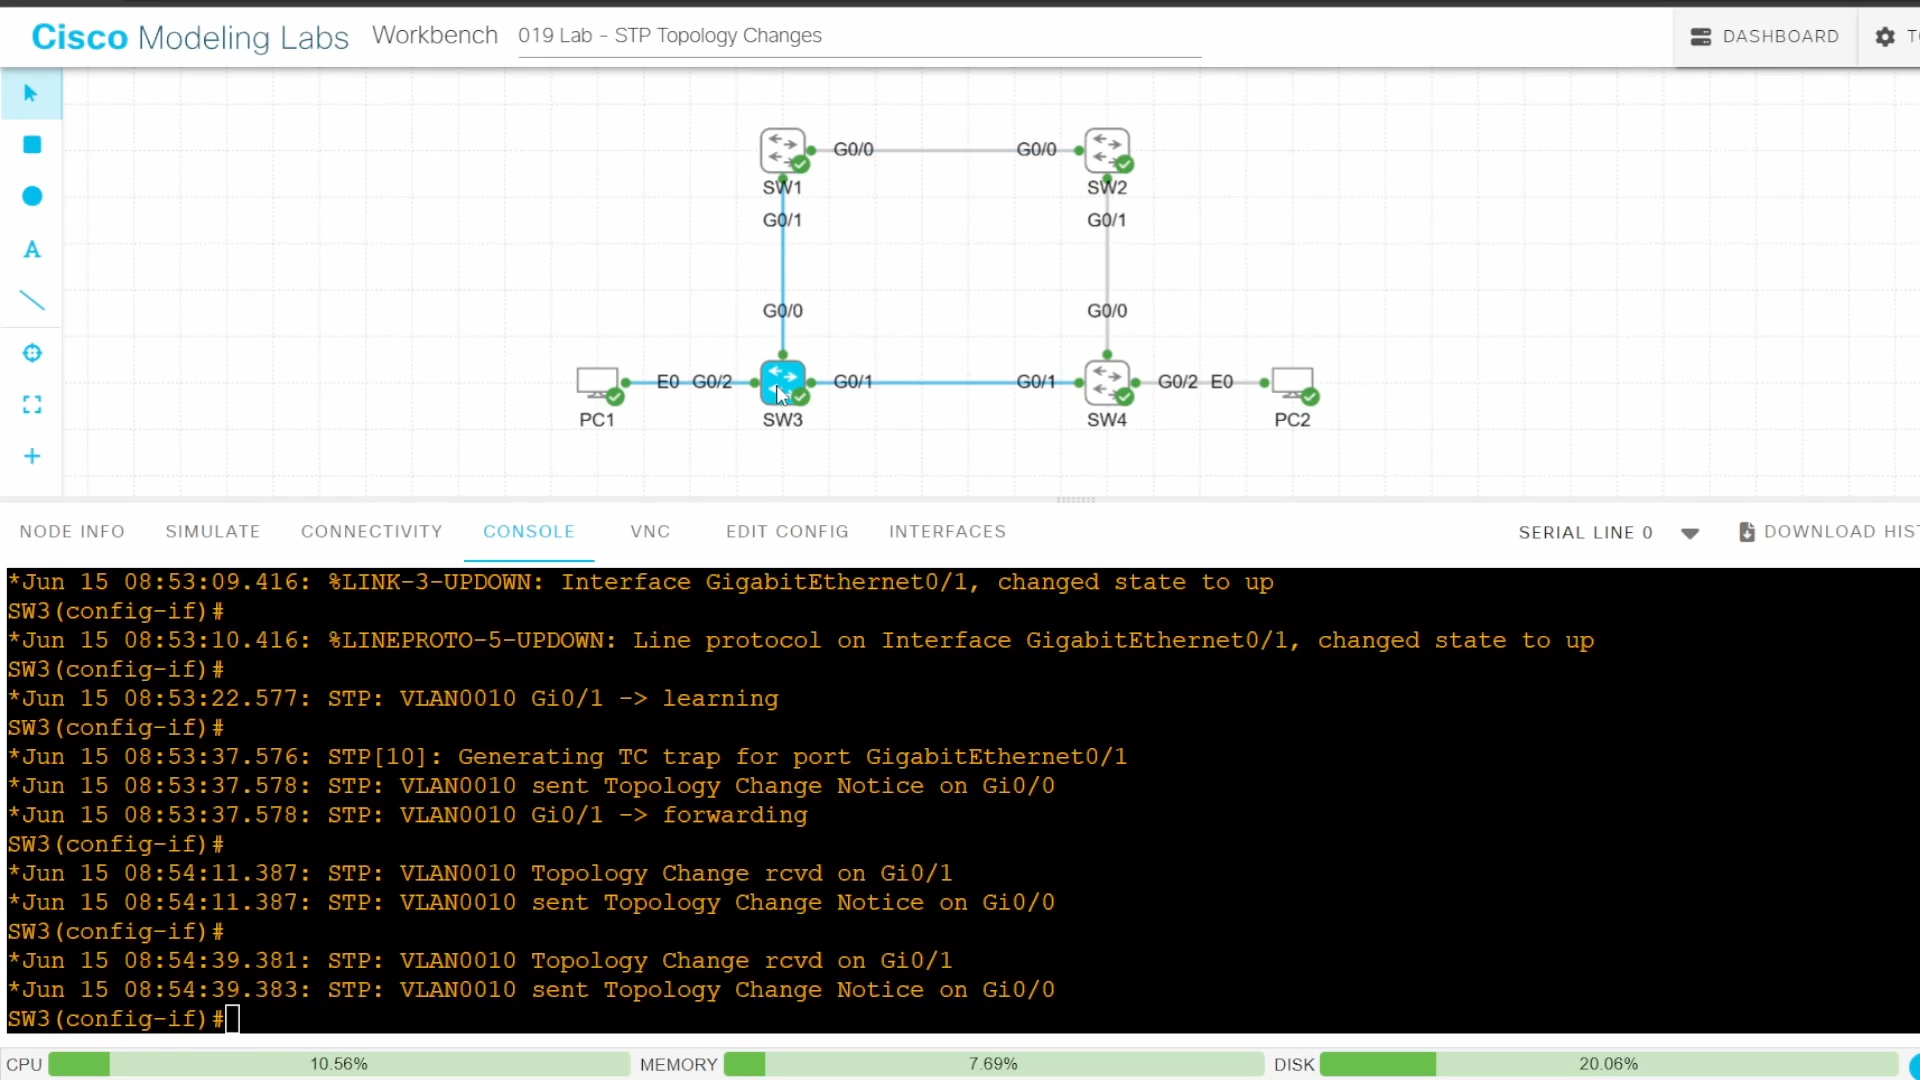 Cisco Modeling Labs Workbench 019 Lab - STP Topology Changes DASHBOARD
A
G0/0 G0/0
SW1 SW2
G0/1 G0/1
G0/0 G0/0
E0 G0/2 G0/1 G0/1 G0/2 E0
PC1 SW3 SW4 PC2
NODE INFO SIMULATE CONNECTIVITY CONSOLE VNC EDIT CONFIG INTERFACES SERIAL LINE 0 DOWNLOAD HIST
*Jun 15 08:53:09.416: %LINK-3-UPDOWN: Interface GigabitEthernet0/1, changed state to up
SW3(config-if)#
*Jun 15 08:53:10.416: %LINEPROTO-5-UPDOWN: Line protocol on Interface GigabitEthernet0/1, changed state to up
SW3(config-if)#
*Jun 15 08:53:22.577: STP: VLAN0010 Gi0/1 -> learning
SW3(config-if)#
*Jun 15 08:53:37.576: STP[10]: Generating TC trap for port GigabitEthernet0/1
*Jun 15 08:53:37.578: STP: VLAN0010 sent Topology Change Notice on Gi0/0
*Jun 15 08:53:37.578: STP: VLAN0010 Gi0/1 -> forwarding
SW3(config-if)#
*Jun 15 08:54:11.387: STP: VLAN0010 Topology Change rcvd on Gi0/1
*Jun 15 08:54:11.387: STP: VLAN0010 sent Topology Change Notice on Gi0/0
SW3(config-if)#
*Jun 15 08:54:39.381: STP: VLAN0010 Topology Change rcvd on Gi0/1
*Jun 15 08:54:39.383: STP: VLAN0010 sent Topology Change Notice on Gi0/0
SW3(config-if)#
CPU 10.56% MEMORY 7.69% DISK 20.06%